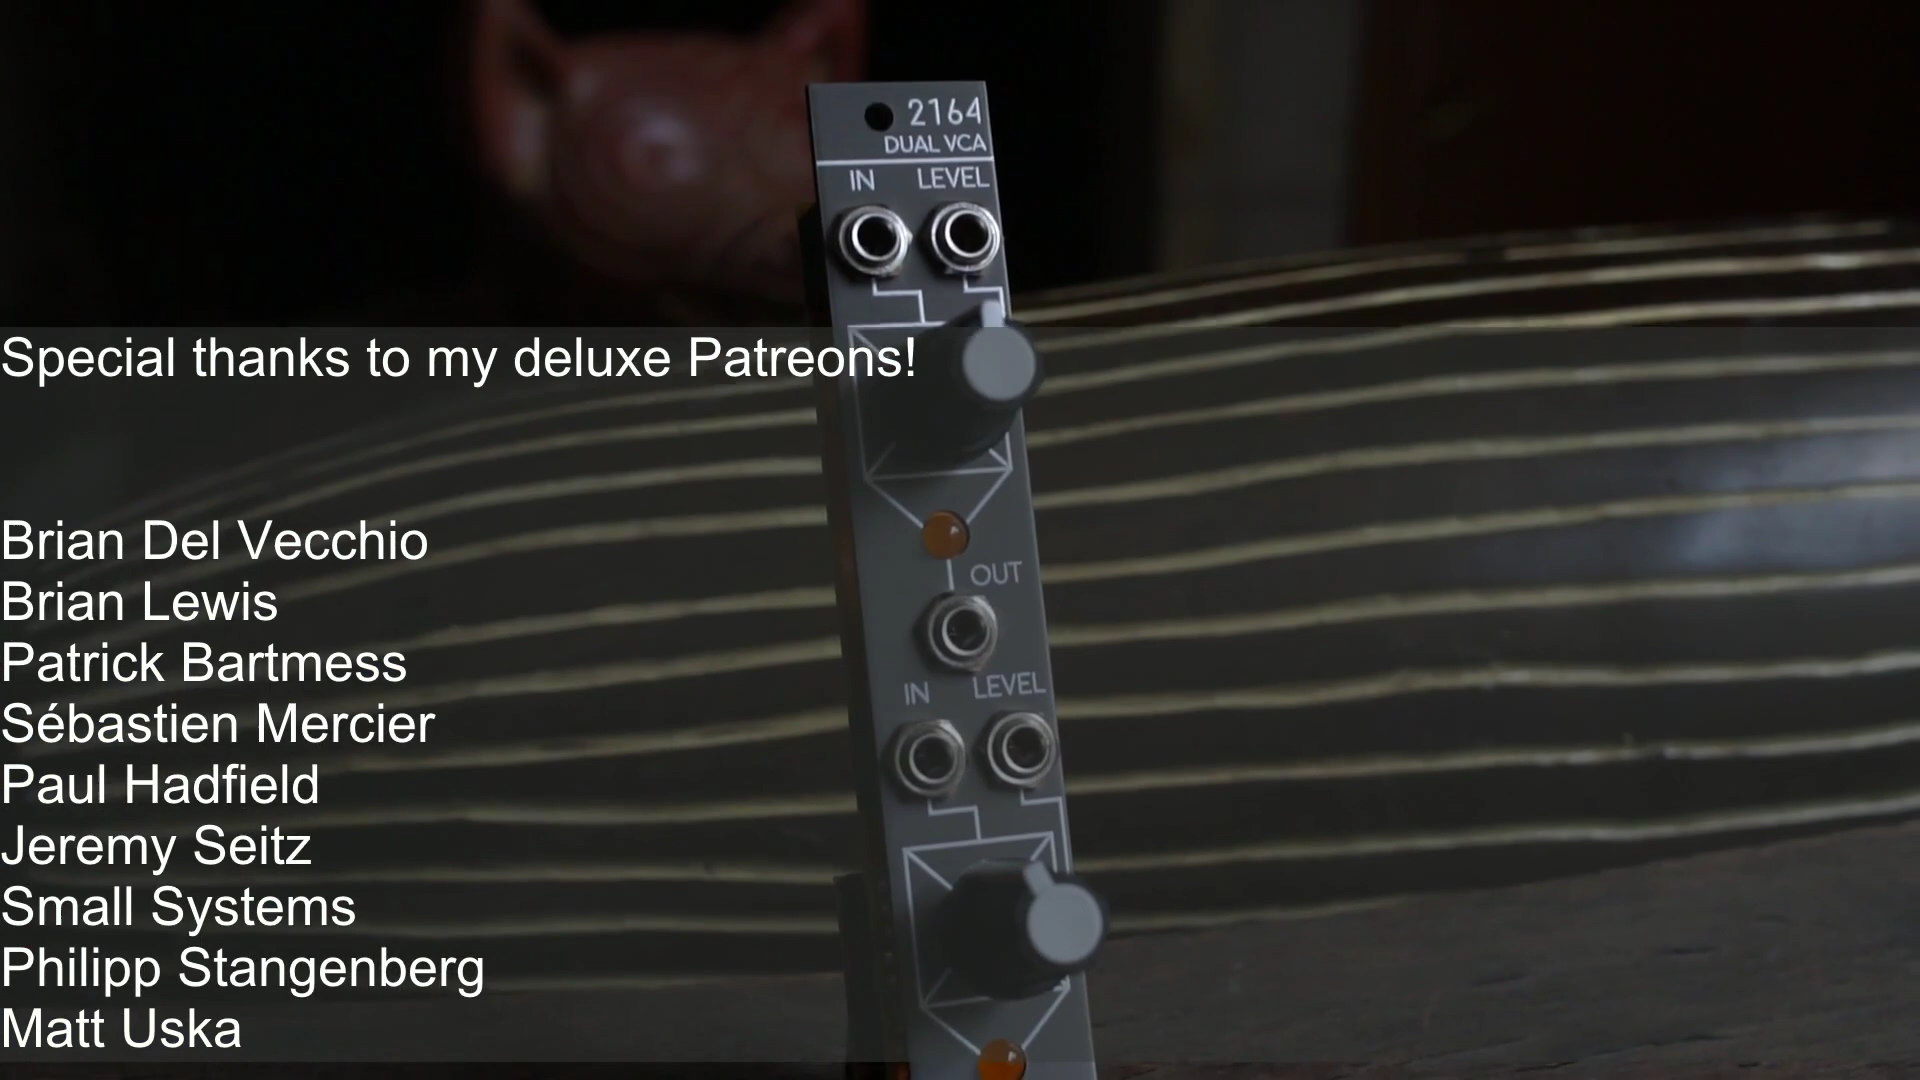 2164
DUAL VCA
IN LEVEL
Special thanks to my deluxe Patreons!
Brian Del Vecchio
OUT
Brian Lewis
Patrick Bartmess
IN LEVEL
Sébastien Mercier
Paul Hadfield
Jeremy Seitz
Small Systems
Philipp Stangenberg
Matt Uska